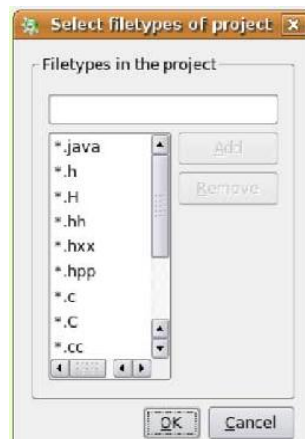 Select filetypes of project
Filetypes in the project
*.java
Add
*.h
Remove
*.H
*.hh
*.hxx
*.hpp
*.c
*.C
*.cc
OK Cancel